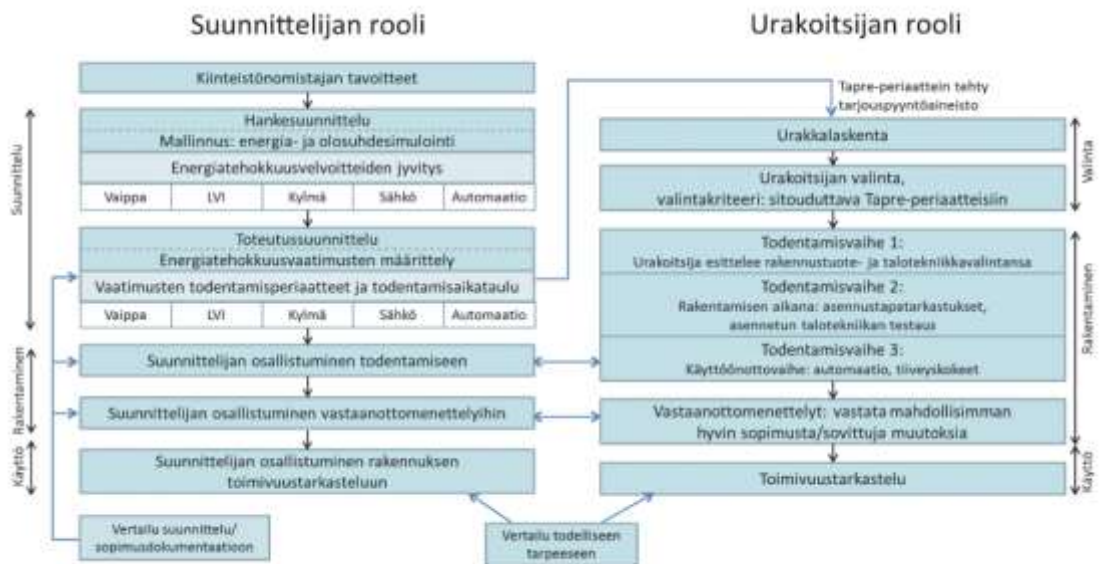 Suunnittelijan rooli
Kiinteistönomistajan tavoitteet
Suunnittelu
Hankesuunnittelu
Mallinnus: energia- ja olosuhdesimulointi
Energiatehokkuusvelvoitteiden jyvitys
Vaippa LVI Kylmä Sähkö Automaatio
Toteutussuunnittelu
Energiatehokkuusvaatimusten määrittely
Vaatimusten todentamisperiaatteet ja todentamisaikataulu
Vaippa LVI Kylmä Sähkö Automaatio
Rakentaminen
Suunnittelijan osallistuminen todentamiseen
Suunnittelijan osallistuminen vastaanottomenettelyihin
Käyttö
Suunnittelijan osallistuminen rakennuksen
toimivuustarkasteluun
Vertailu suunnittelu/
sopimusdokumentaatioon
Urakoitsijan rooli
Tapre-periaattein tehty
tarjouspyyntöaineisto
Urakkalaskenta
Urakoitsijan valinta,
valintakriteeri: sitouduttava Tapre-periaatteisiin
Valinta
Todentamisvaihe 1:
Urakoitsija esittelee rakennustuote- ja talotekniikkavalintansa
Todentamisvaihe 2:
Rakentamisen aikana: asennustapatarkastukset,
asennetun talotekniikan testaus
Todentamisvaihe 3:
Käyttöönottovaihe: automaatio, tiiveyskokeet
Rakentaminen
Vastaanottomenettelyt: vastata mahdollisimman
hyvin sopimusta/sovittuja muutoksia
Toimivuustarkastelu
Käyttö
Vertailu todelliseen
tarpeeseen